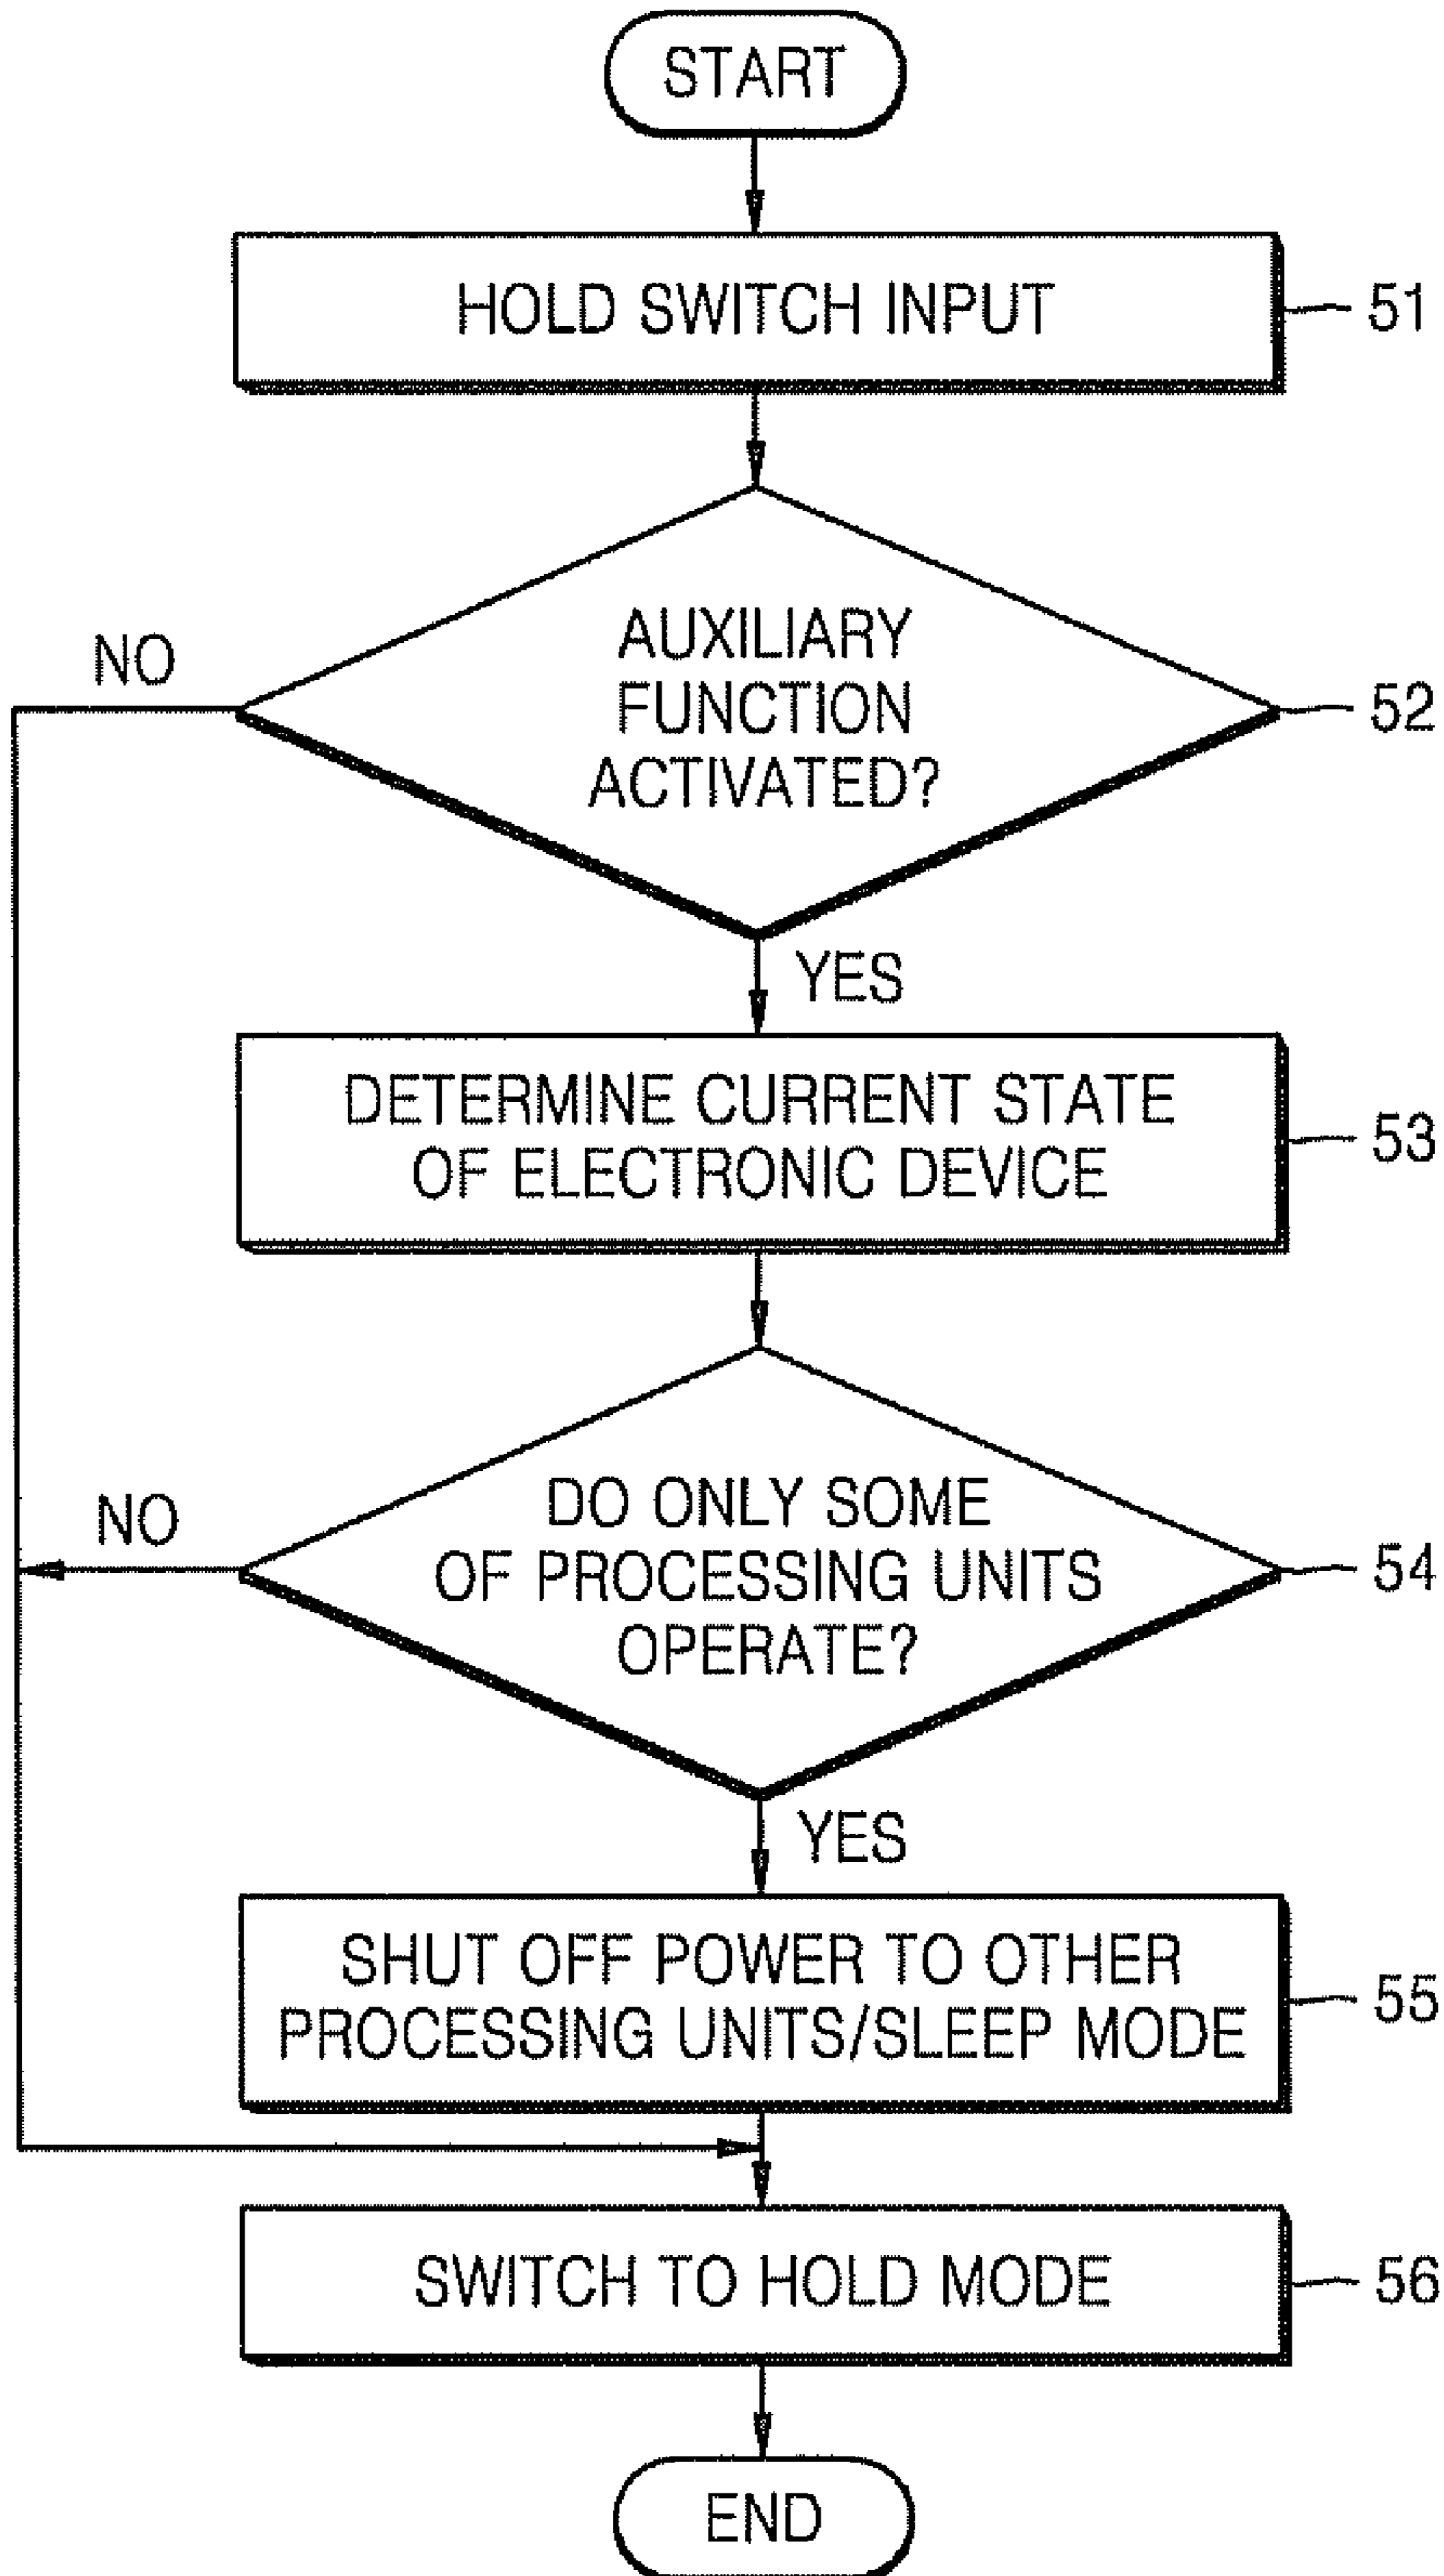 START
HOLD SWITCH INPUT
51
AUXILIARY
FUNCTION
ACTIVATED?
52
NO
YES
DETERMINE CURRENT STATE
OF ELECTRONIC DEVICE
53
DO ONLY SOME
OF PROCESSING UNITS
OPERATE?
54
NO
YES
SHUT OFF POWER TO OTHER
PROCESSING UNITS/SLEEP MODE
55
SWITCH TO HOLD MODE
56
END